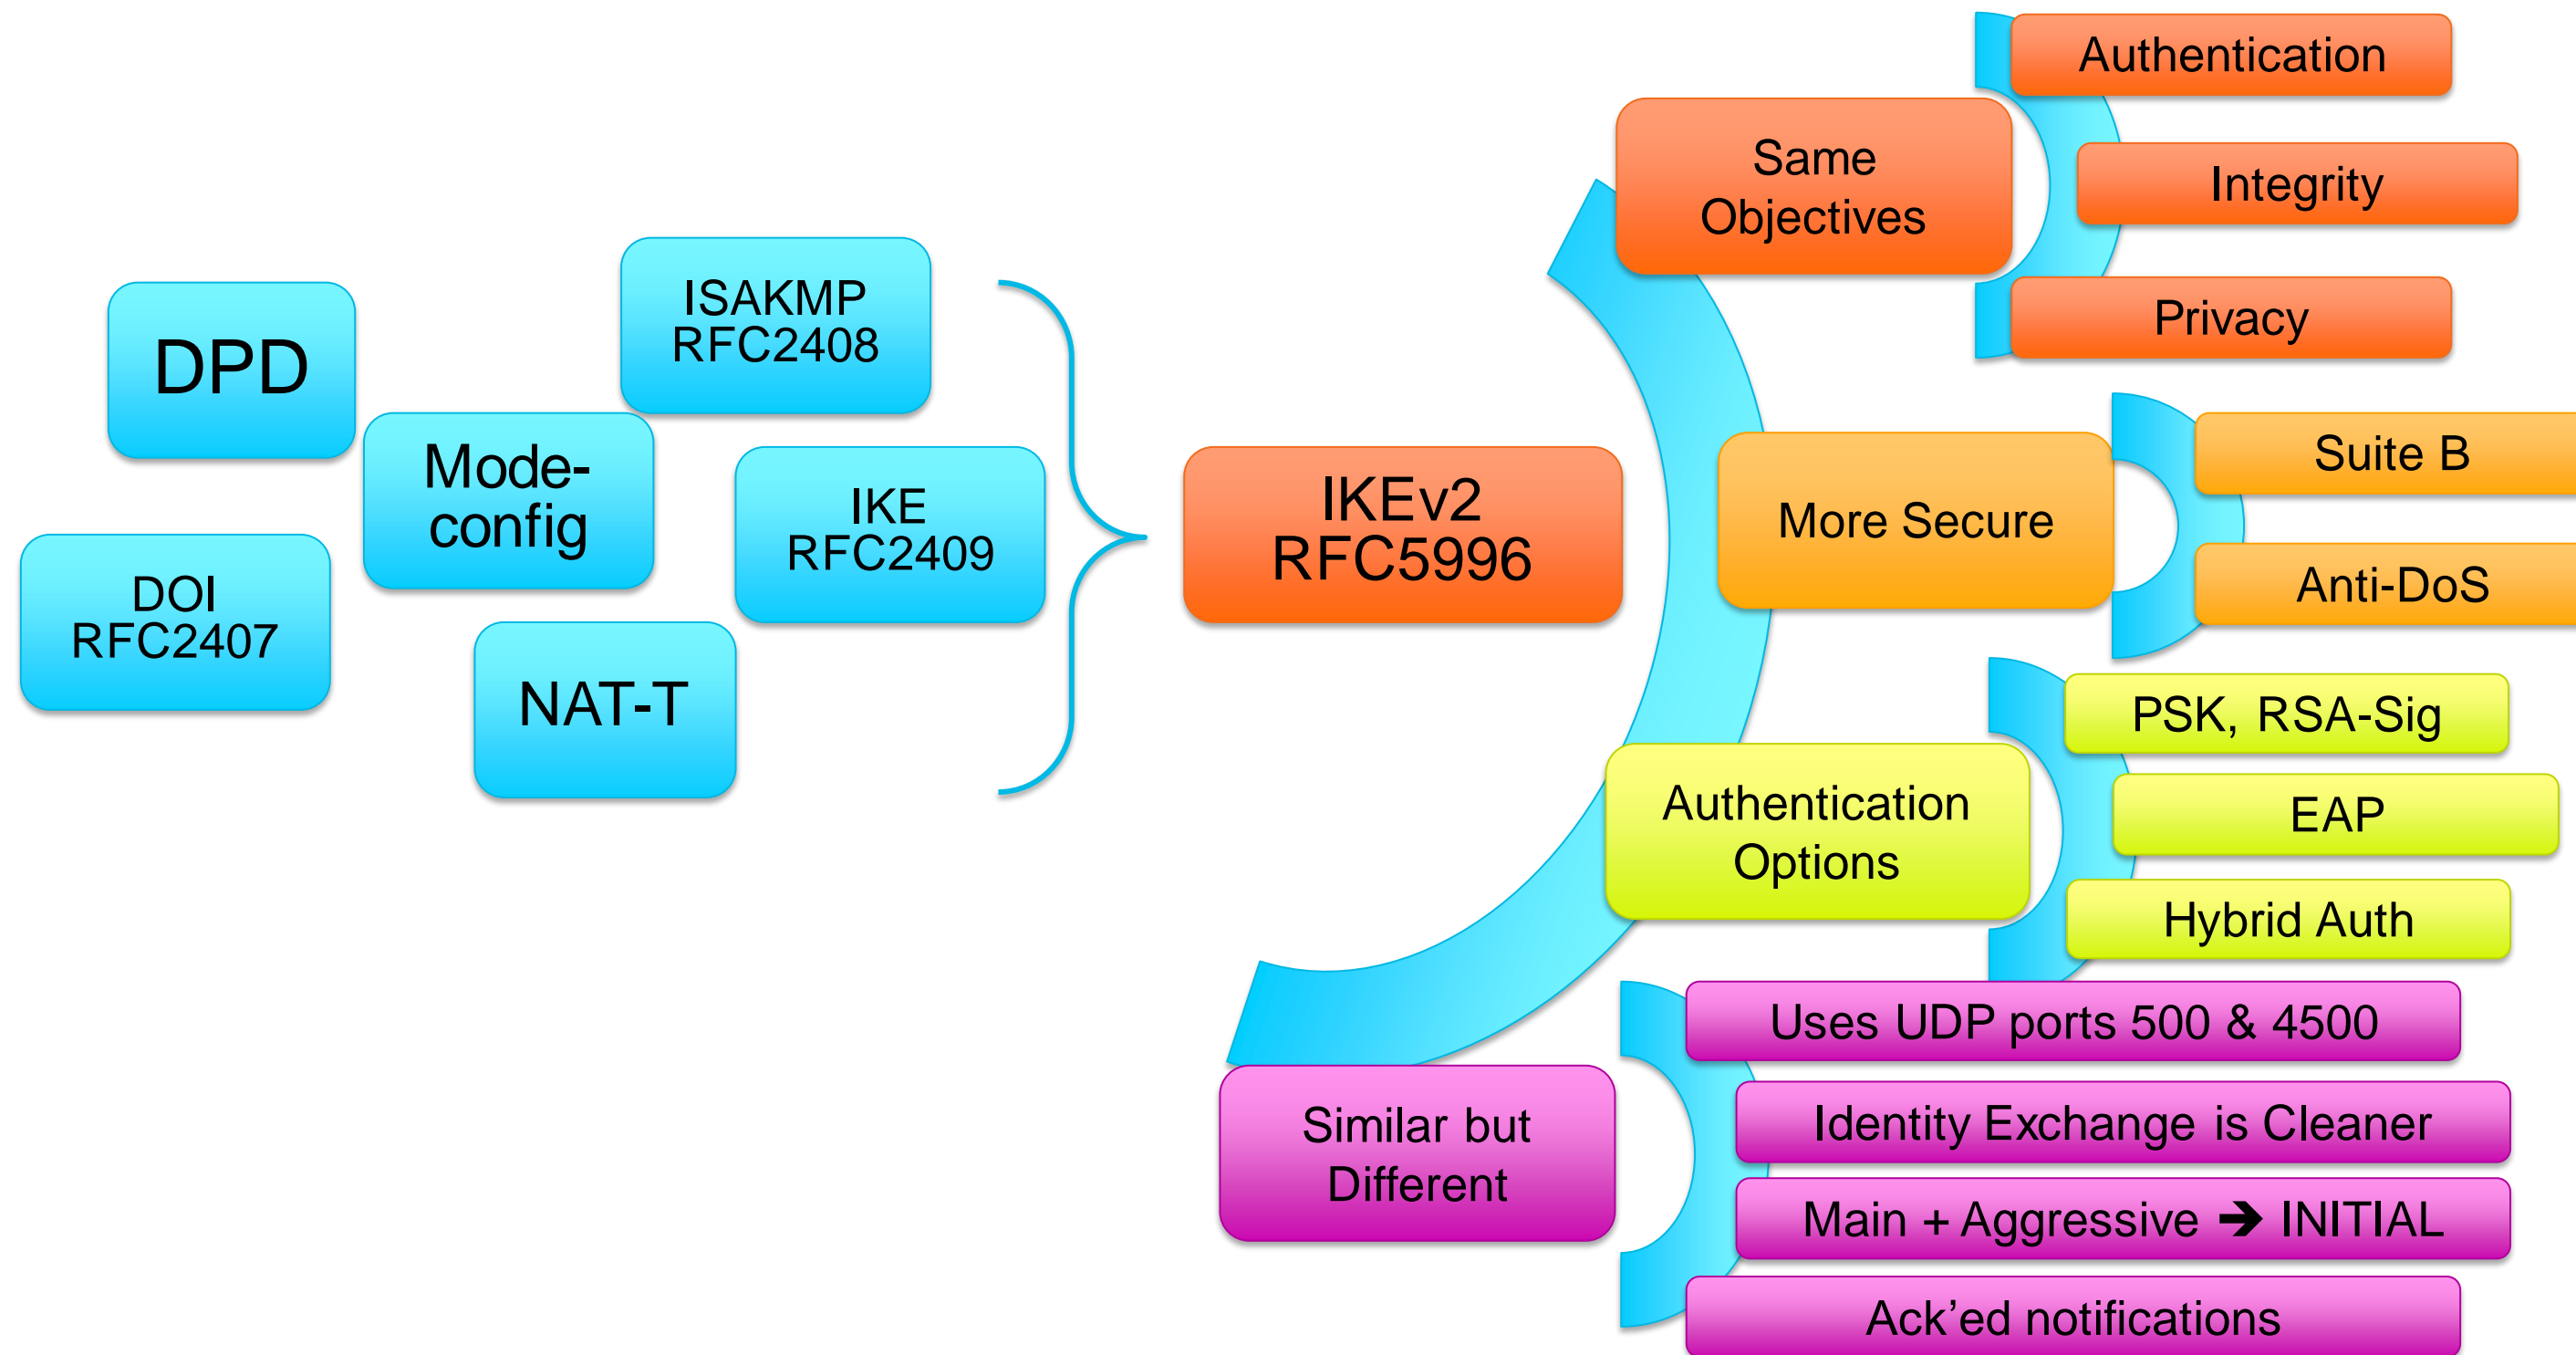 DPD
ISAKMP
RFC2408
Mode-
config
IKE
RFC2409
DOI
RFC2407
NAT-T
IKEv2
RFC5996
Same
Objectives
Authentication
Integrity
Privacy
More Secure
Suite B
Anti-DoS
Authentication
Options
PSK, RSA-Sig
EAP
Hybrid Auth
Similar but
Different
Uses UDP ports 500 & 4500
Identity Exchange is Cleaner
Main + Aggressive ➔ INITIAL
Ack’ed notifications